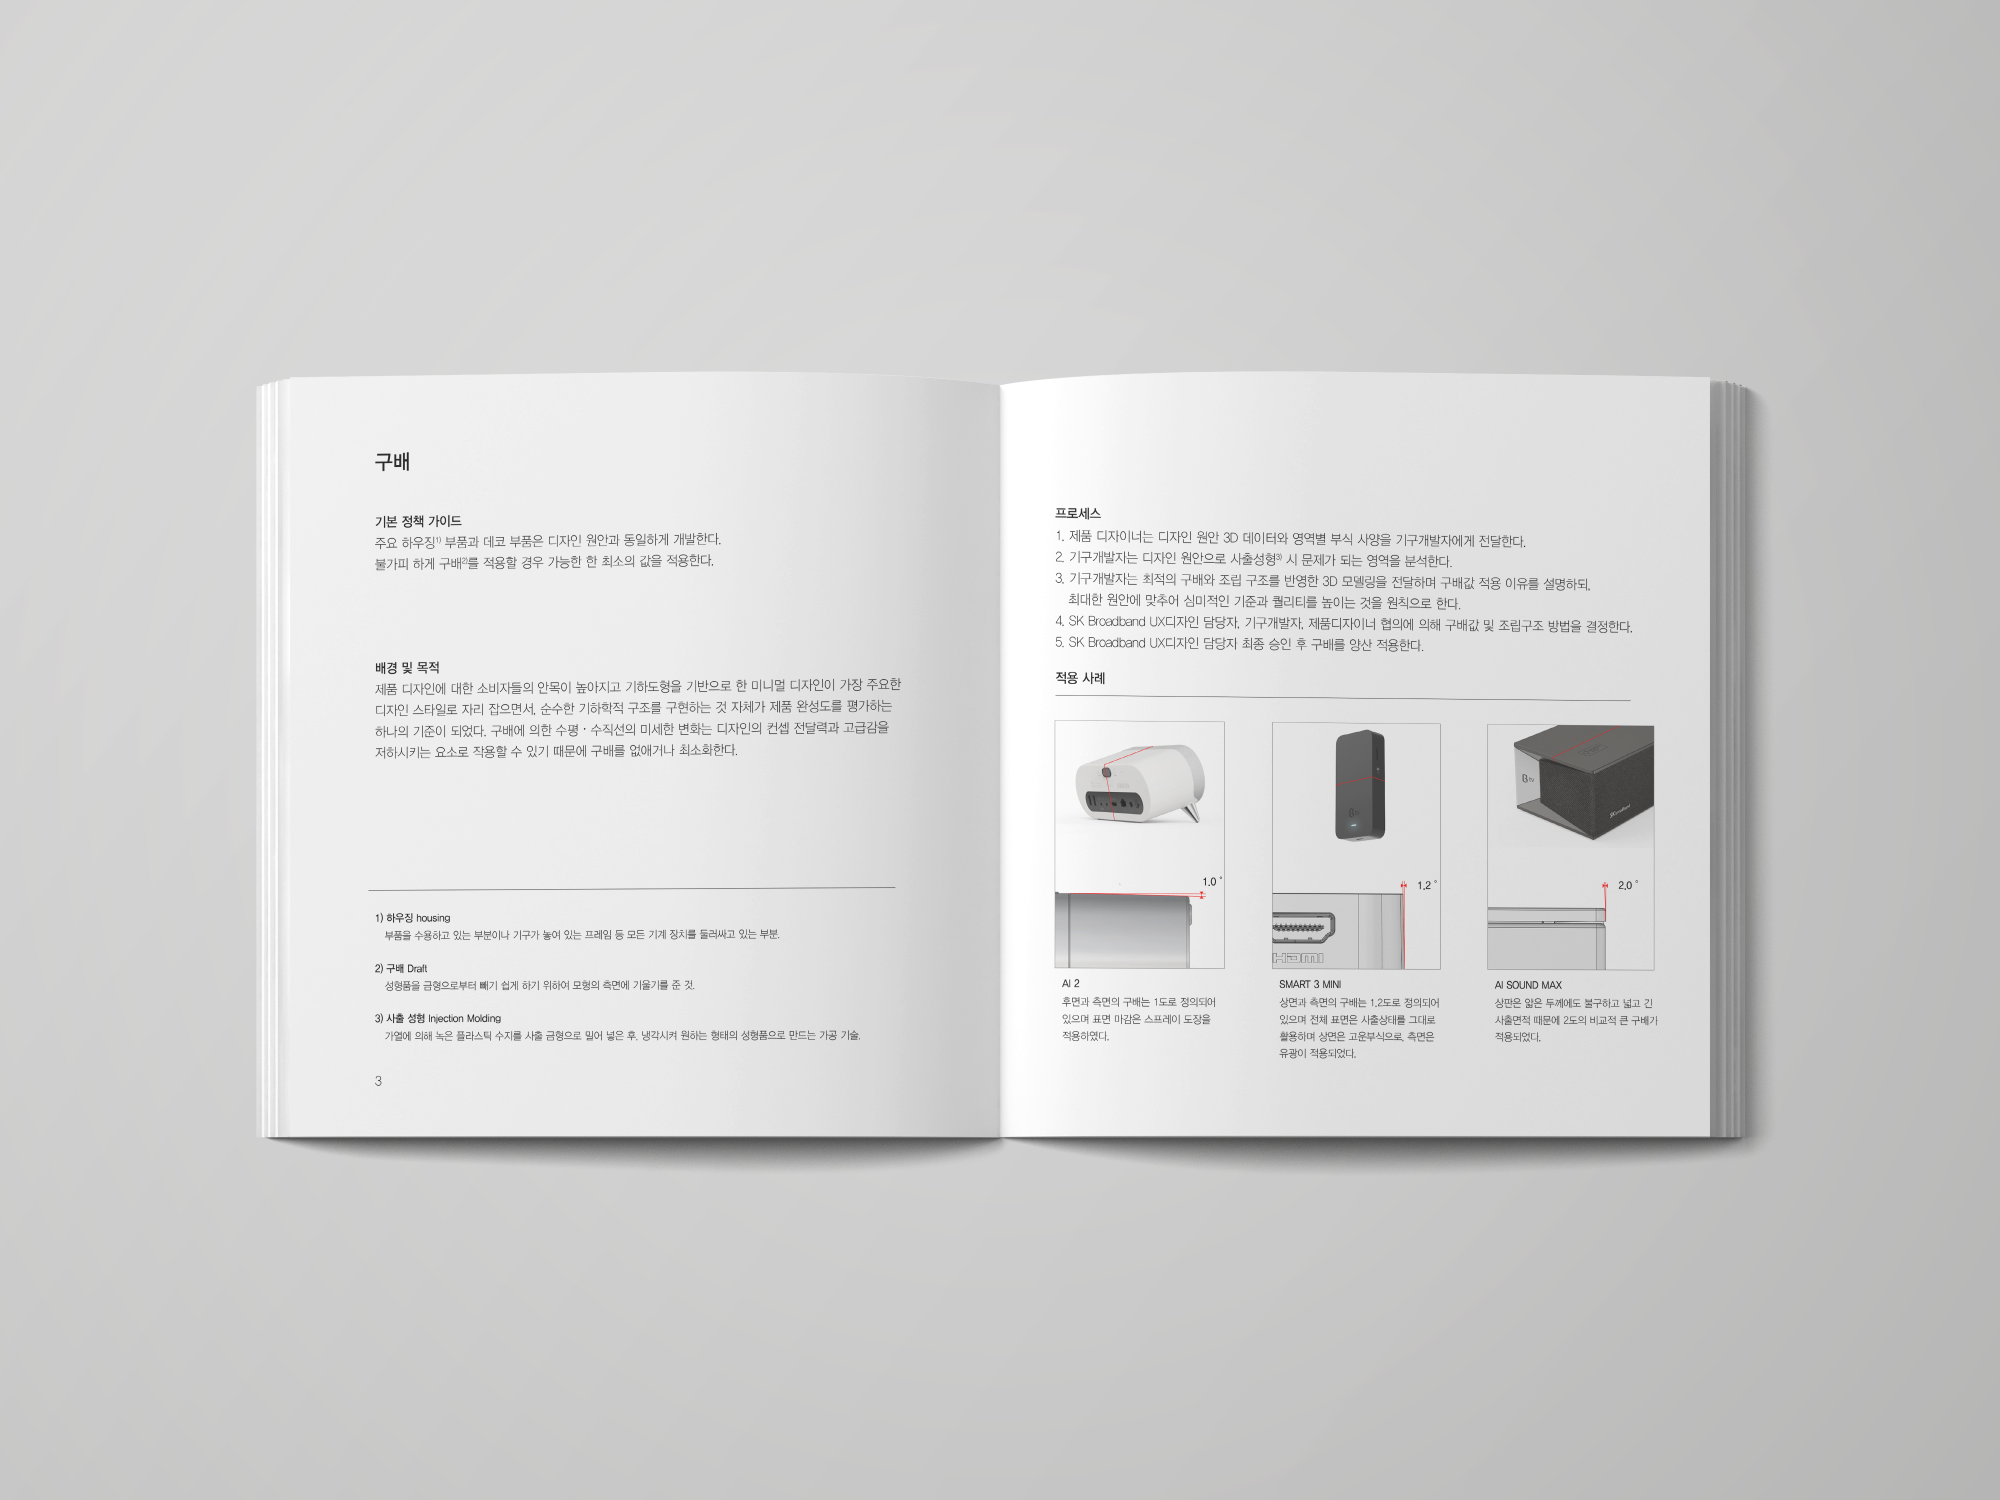 구배
기본 정책 가이드
주요 하우징1) 부품과 데코 부품은 디자인 원안과 동일하게 개발한다.
불가피 하게 구배2)를 적용할 경우 가능한 한 최소의 값을 적용한다.
배경 및 목적
제품 디자인에 대한 소비자들의 안목이 높아지고 기하도형을 기반으로 한 미니멀 디자인이 가장 주요한
디자인 스타일로 자리 잡으면서, 순수한 기하학적 구조를 구현하는 것 자체가 제품 완성도를 평가하는
하나의 기준이 되었다. 구배에 의한 수평·수직선의 미세한 변화는 디자인의 컨셉 전달력과 고급감을
저하시키는 요소로 작용할 수 있기 때문에 구배를 없애거나 최소화한다.
1) 하우징 housing
부품을 수용하고 있는 부분이나 기구가 놓여 있는 프레임 등 모든 기계 장치를 둘러싸고 있는 부분.
2) 구배 Draft
성형품을 금형으로부터 빼기 쉽게 하기 위하여 모형의 측면에 기울기를 준 것.
3) 사출 성형 Injection Molding
가열에 의해 녹은 플라스틱 수지를 사출 금형으로 밀어 넣은 후, 냉각시켜 원하는 형태의 성형품으로 만드는 가공 기술.
3
프로세스
1. 제품 디자이너는 디자인 원안 3D 데이터와 영역별 부식 사양을 기구개발자에게 전달한다.
2. 기구개발자는 디자인 원안으로 사출성형3) 시 문제가 되는 영역을 분석한다.
3. 기구개발자는 최적의 구배와 조립 구조를 반영한 3D 모델링을 전달하며 구배값 적용 이유를 설명하되,
최대한 원안에 맞추어 심미적인 기준과 퀄리티를 높이는 것을 원칙으로 한다.
4. SK Broadband UX디자인 담당자, 기구개발자, 제품디자이너 협의에 의해 구배값 및 조립구조 방법을 결정한다.
5. SK Broadband UX디자인 담당자 최종 승인 후 구배를 양산 적용한다.
적용 사례
1.0 °
AI 2
후면과 측면의 구배는 1도로 정의되어
있으며 표면 마감은 스프레이 도장을
적용하였다.
B tv
1.2 °
HDMI
SMART 3 MINI
상면과 측면의 구배는 1.2도로 정의되어
있으며 전체 표면은 사출상태를 그대로
활용하며 상면은 고운부식으로, 측면은
유광이 적용되었다.
B tv
SK broadband
2.0 °
AI SOUND MAX
상판은 얇은 두께에도 불구하고 넓고 긴
사출면적 때문에 2도의 비교적 큰 구배가
적용되었다.